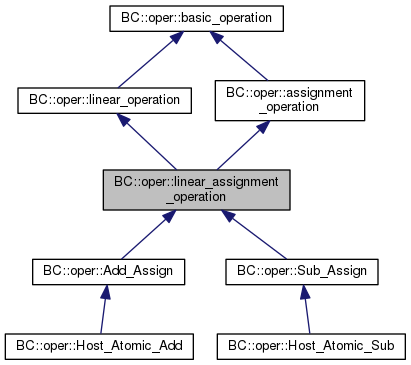 BC::oper::basic_operation
BC::oper::linear_operation
BC::oper::assignment
_operation
BC::oper::linear_assignment
_operation
BC::oper::Add_Assign
BC::oper::Sub_Assign
BC::oper::Host_Atomic_Add
BC::oper::Host_Atomic_Sub